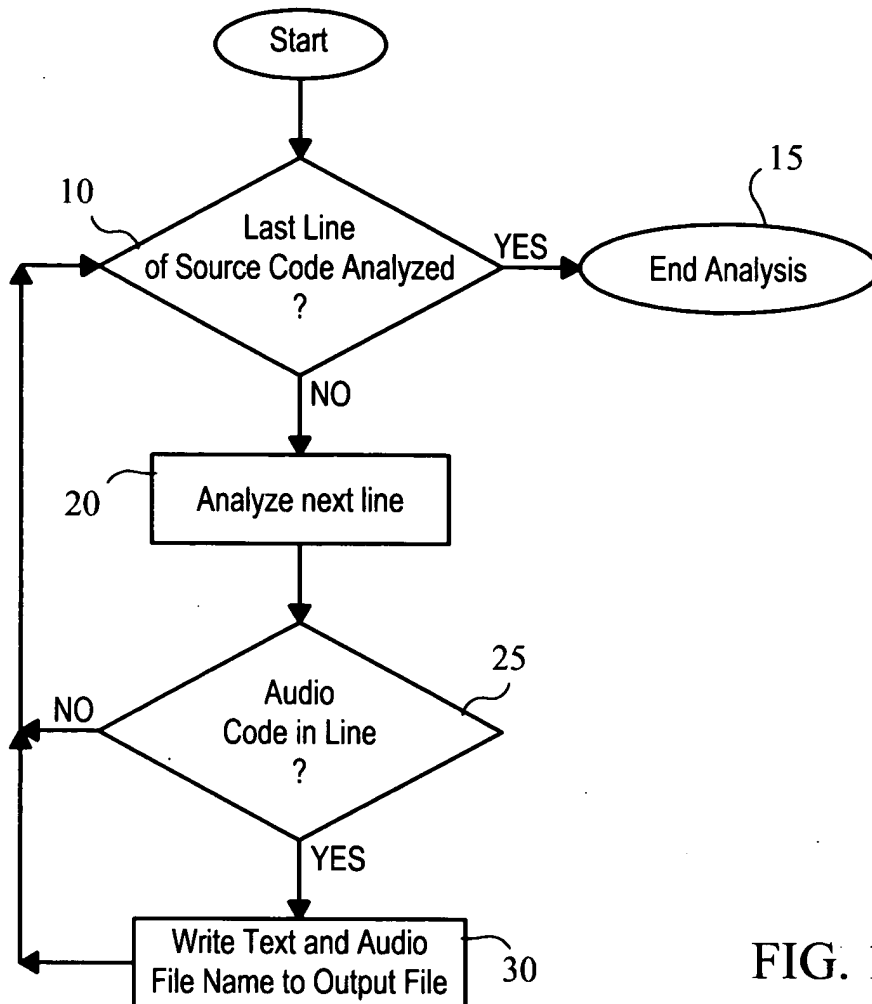 Start
10
Last Line
of Source Code Analyzed
?
YES
15
End Analysis
NO
20
Analyze next line
25
Audio
Code in Line
?
NO
YES
Write Text and Audio
File Name to Output File
30
FIG. 1